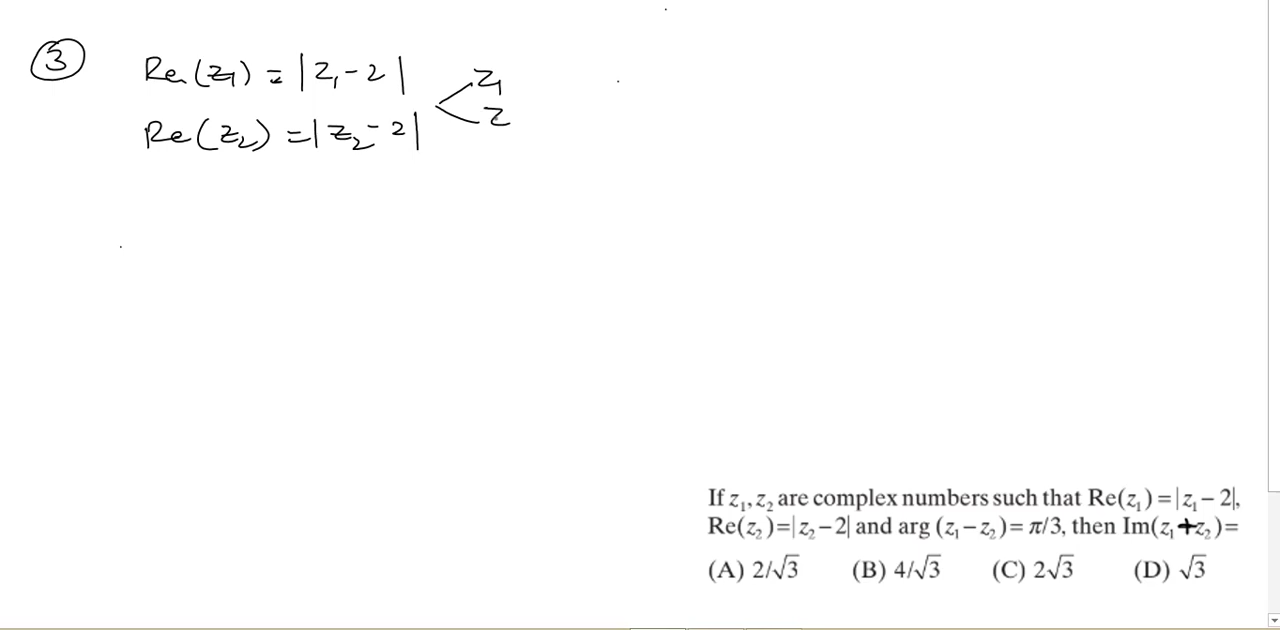 ③ Re(z₁) = |z₁-2| z₁
Re(z₂) = |z₂-2| z
If z₁, z₂ are complex numbers such that Re(z₁) = |z₁ – 2|,
Re(z₂)=|z₂ – 2| and arg (z₁ – z₂) = π/3, then Im(z₁+z₂)=
(A) 2/√3 (B) 4/√3 (C) 2√3 (D) √3